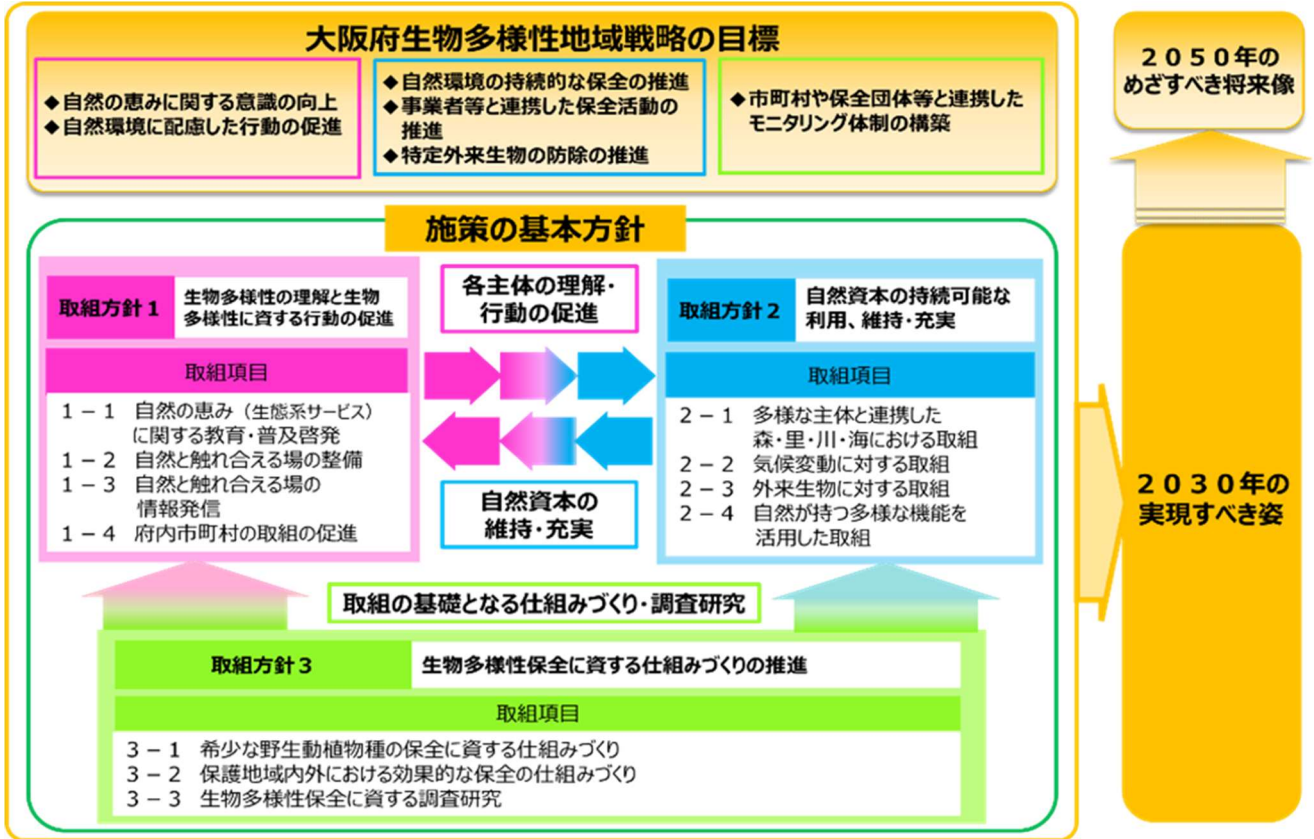 大阪府生物多様性地域戦略の目標
◆自然の恵みに関する意識の向上
◆自然環境に配慮した行動の促進
◆自然環境の持続的な保全の推進
◆事業者等と連携した保全活動の
推進
◆特定外来生物の防除の推進
◆市町村や保全団体等と連携した
モニタリング体制の構築
2050年の
めざすべき将来像
施策の基本方針
取組方針1
生物多様性の理解と生物
多様性に資する行動の促進
取組項目
1-1 自然の恵み(生態系サービス)
に関する教育・普及啓発
1-2 自然と触れ合える場の整備
1-3 自然と触れ合える場の
情報発信
1-4 府内市町村の取組の促進
各主体の理解・
行動の促進
自然資本の
維持・充実
取組方針2
自然資本の持続可能な
利用、維持・充実
取組項目
2-1 多様な主体と連携した
森・里・川・海における取組
2-2 気候変動に対する取組
2-3 外来生物に対する取組
2-4 自然が持つ多様な機能を
活用した取組
取組の基礎となる仕組みづくり・調査研究
取組方針3
生物多様性保全に資する仕組みづくりの推進
取組項目
3-1 希少な野生動植物種の保全に資する仕組みづくり
3-2 保護地域内外における効果的な保全の仕組みづくり
3-3 生物多様性保全に資する調査研究
2030年の
実現すべき姿